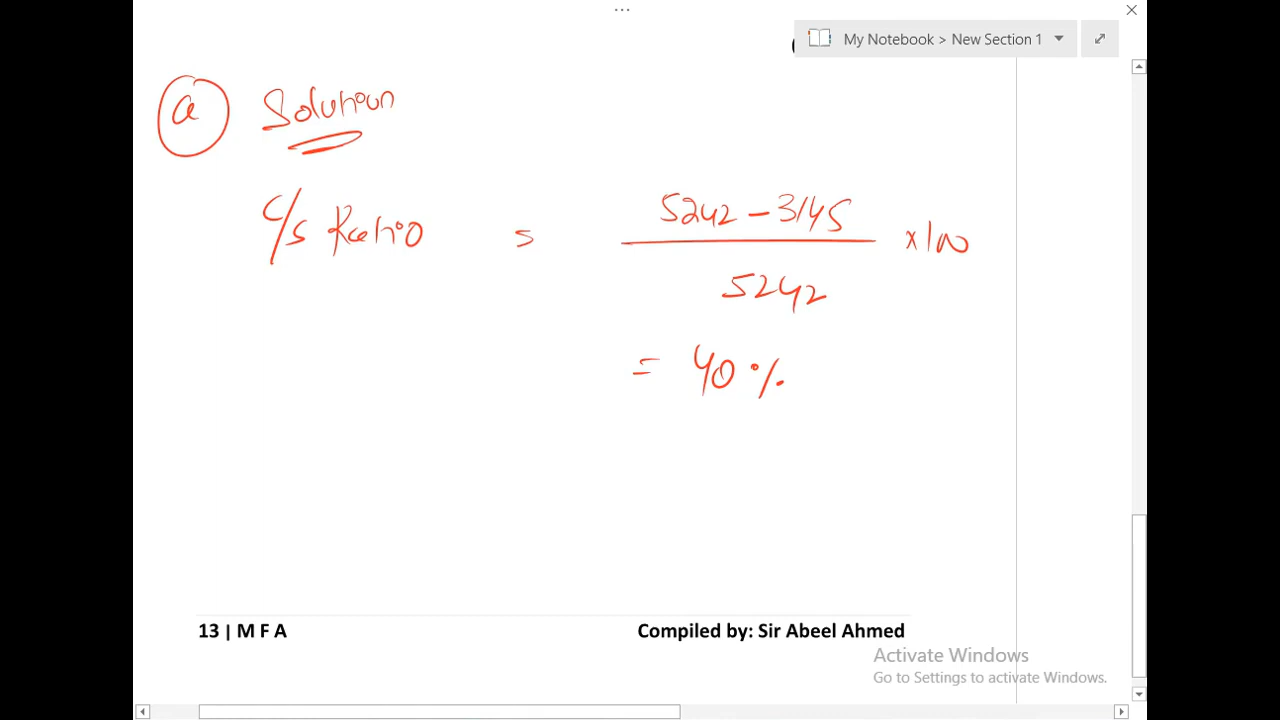 ...
My Notebook > New Section 1
a Solution
C/S Ratio = 5242 - 3145 / 5242 × 100
= 40 %
13 | M F A
Compiled by: Sir Abeel Ahmed
Activate Windows
Go to Settings to activate Windows.